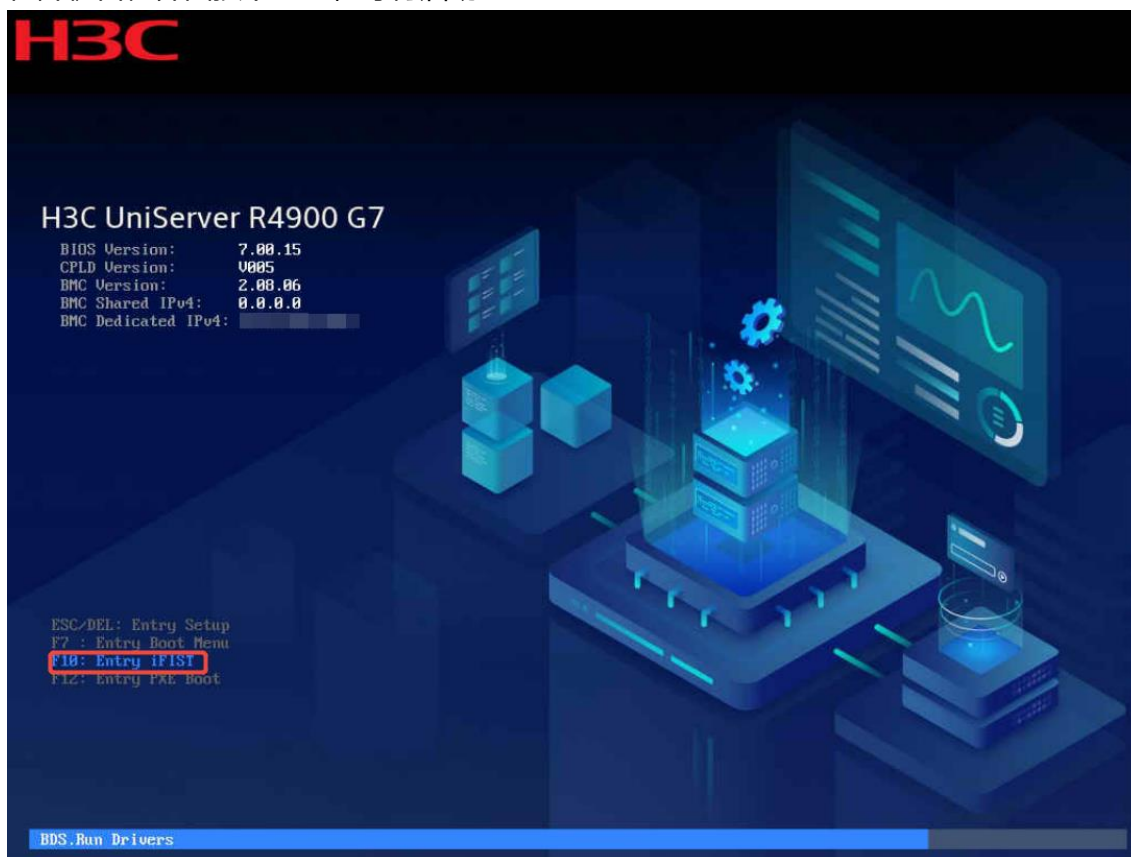 H3C
H3C UniServer R4900 G7
BIOS Version: 7.00.15
CPLD Version: V005
BMC Version: 2.08.06
BMC Shared IPv4: 0.0.0.0
BMC Dedicated IPv4:
ESC/DEL: Entry Setup
F7 : Entry Boot Menu
F10: Entry iFIST
F12: Entry PXE Boot
BDS.Run Drivers